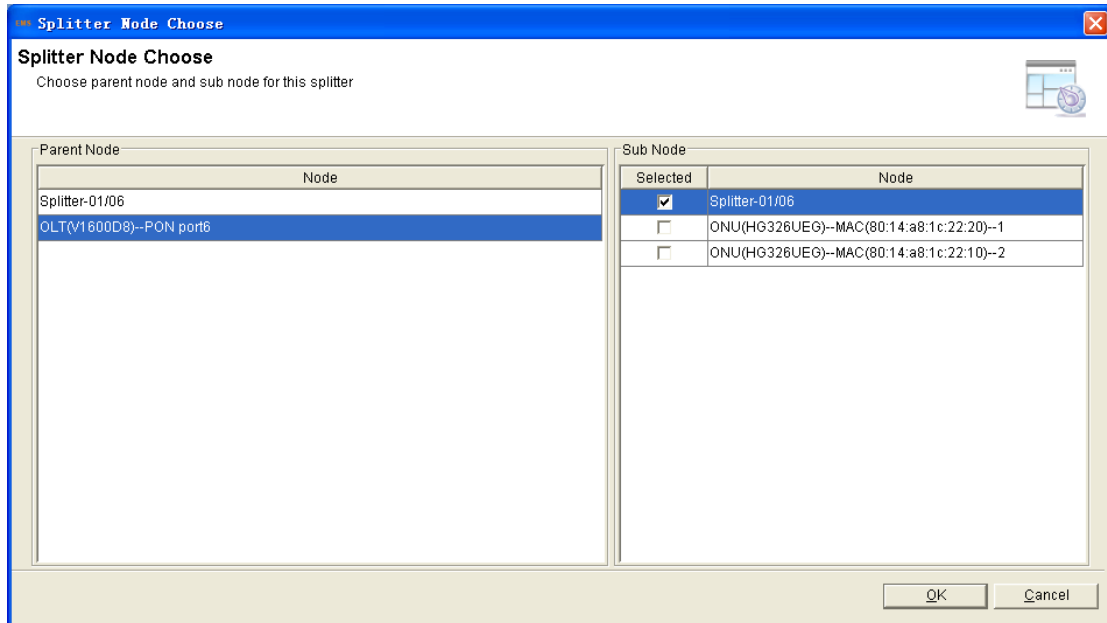 EMS Splitter Node Choose
Splitter Node Choose
Choose parent node and sub node for this splitter
Parent Node
Node
Splitter-01/06
OLT(V1600D8)--PON port6
Sub Node
Selected Node
Splitter-01/06
ONU(HG326UEG)--MAC(80:14:a8:1c:22:20)--1
ONU(HG326UEG)--MAC(80:14:a8:1c:22:10)--2
OK Cancel